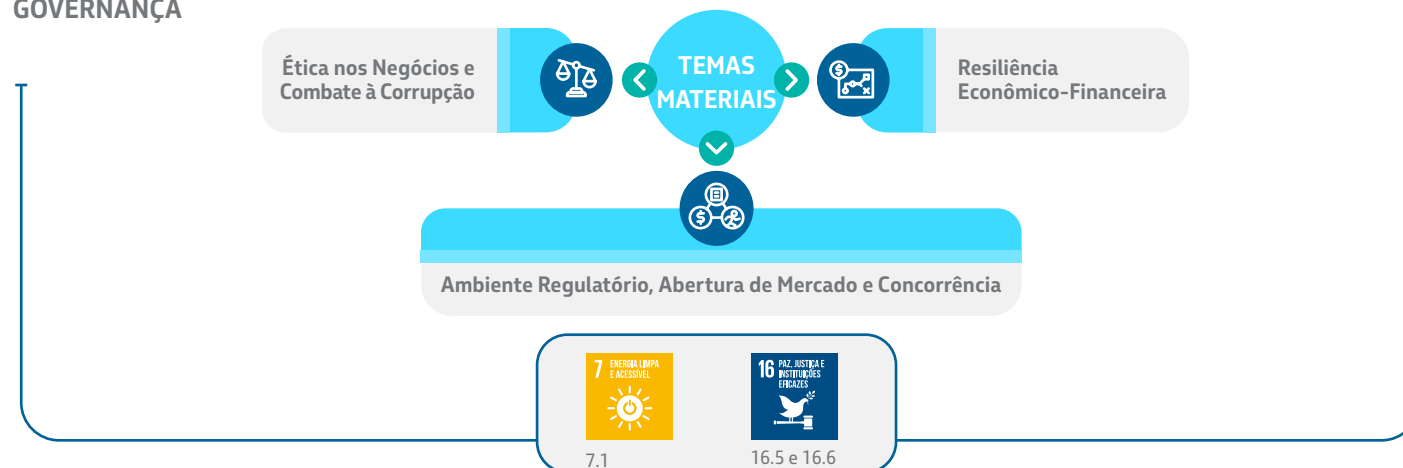 GOVERNANÇA
Ética nos Negócios e
Combate à Corrupção
TEMAS
MATERIAIS
Resiliência
Econômico-Financeira
Ambiente Regulatório, Abertura de Mercado e Concorrência
7 ENERGIA LIMPA
E ACESSÍVEL
16 PAZ, JUSTIÇA E
INSTITUIÇÕES
EFICAZES
7.1
16.5 e 16.6